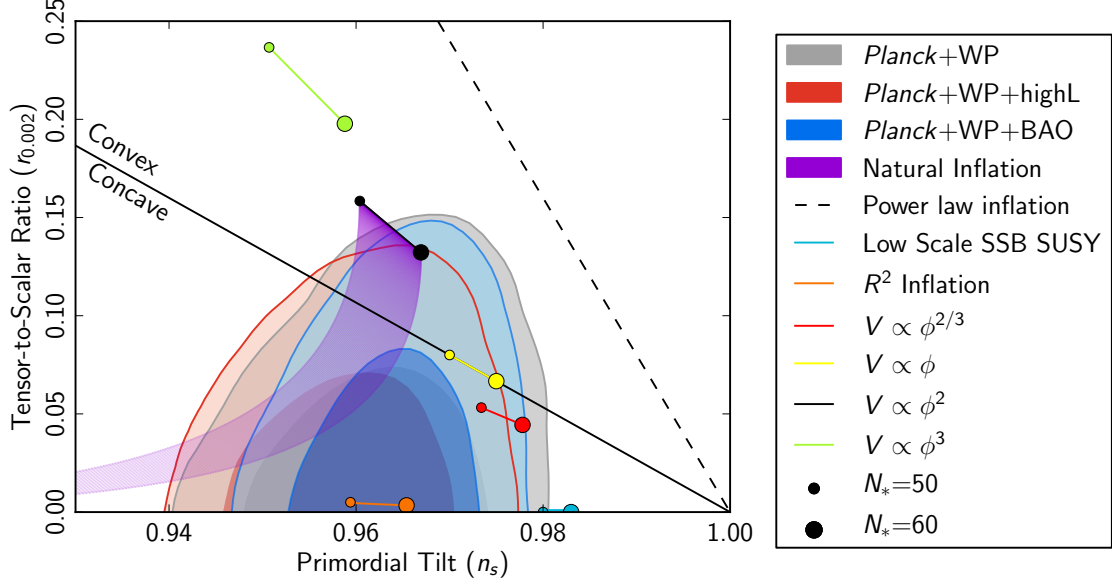 0.25
0.20
0.15
0.10
0.05
0.00
Tensor-to-Scalar Ratio (r0.002)
Convex
Concave
0.94
0.96
0.98
1.00
Primordial Tilt (ns)
Planck+WP
Planck+WP+highL
Planck+WP+BAO
Natural Inflation
Power law inflation
Low Scale SSB SUSY
R² Inflation
V ∝ ϕ^{2/3}
V ∝ ϕ
V ∝ ϕ²
V ∝ ϕ³
N*=50
N*=60